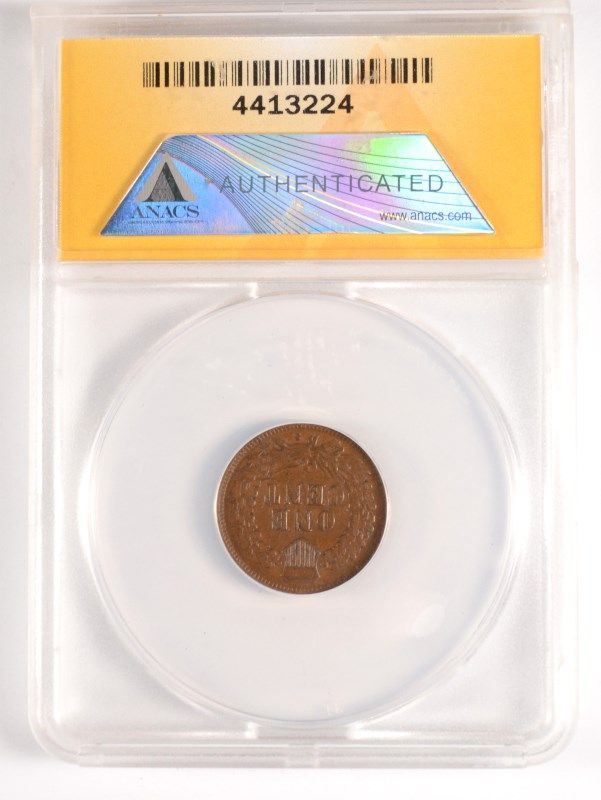 4413224
AUTHENTICATED
ANACS
www.anacs.com
ONE
CENT